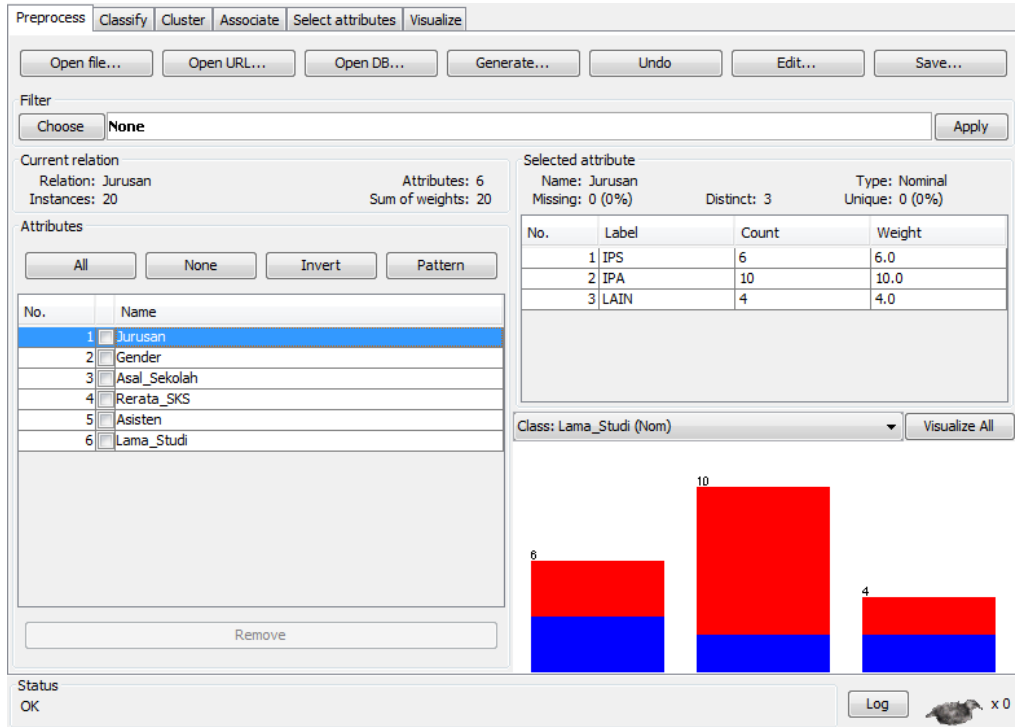 Preprocess Classify Cluster Associate Select attributes Visualize
Open file... Open URL... Open DB... Generate... Undo Edit... Save...
Filter
Choose None Apply
Current relation
Relation: Jurusan Attributes: 6
Instances: 20 Sum of weights: 20
Attributes
All None Invert Pattern
No. Name
1 Jurusan
2 Gender
3 Asal_Sekolah
4 Rerata_SKS
5 Asisten
6 Lama_Studi
Remove
Selected attribute
Name: Jurusan Type: Nominal
Missing: 0 (0%) Distinct: 3 Unique: 0 (0%)
No. Label Count Weight
1 IPS 6 6.0
2 IPA 10 10.0
3 LAIN 4 4.0
Class: Lama_Studi (Nom) Visualize All
10
6
4
Status
OK Log x 0